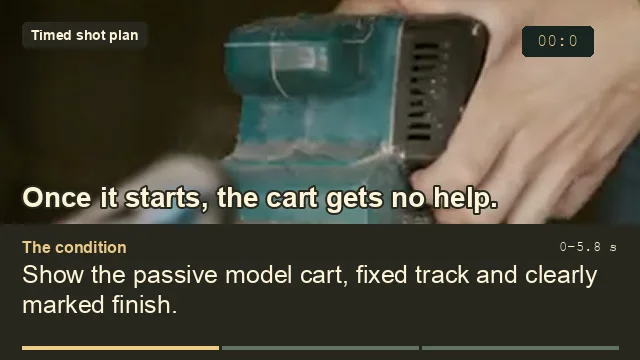 Timed shot plan
00:0
Once it starts, the cart gets no help.
The condition
0–5.8 s
Show the passive model cart, fixed track and clearly
marked finish.